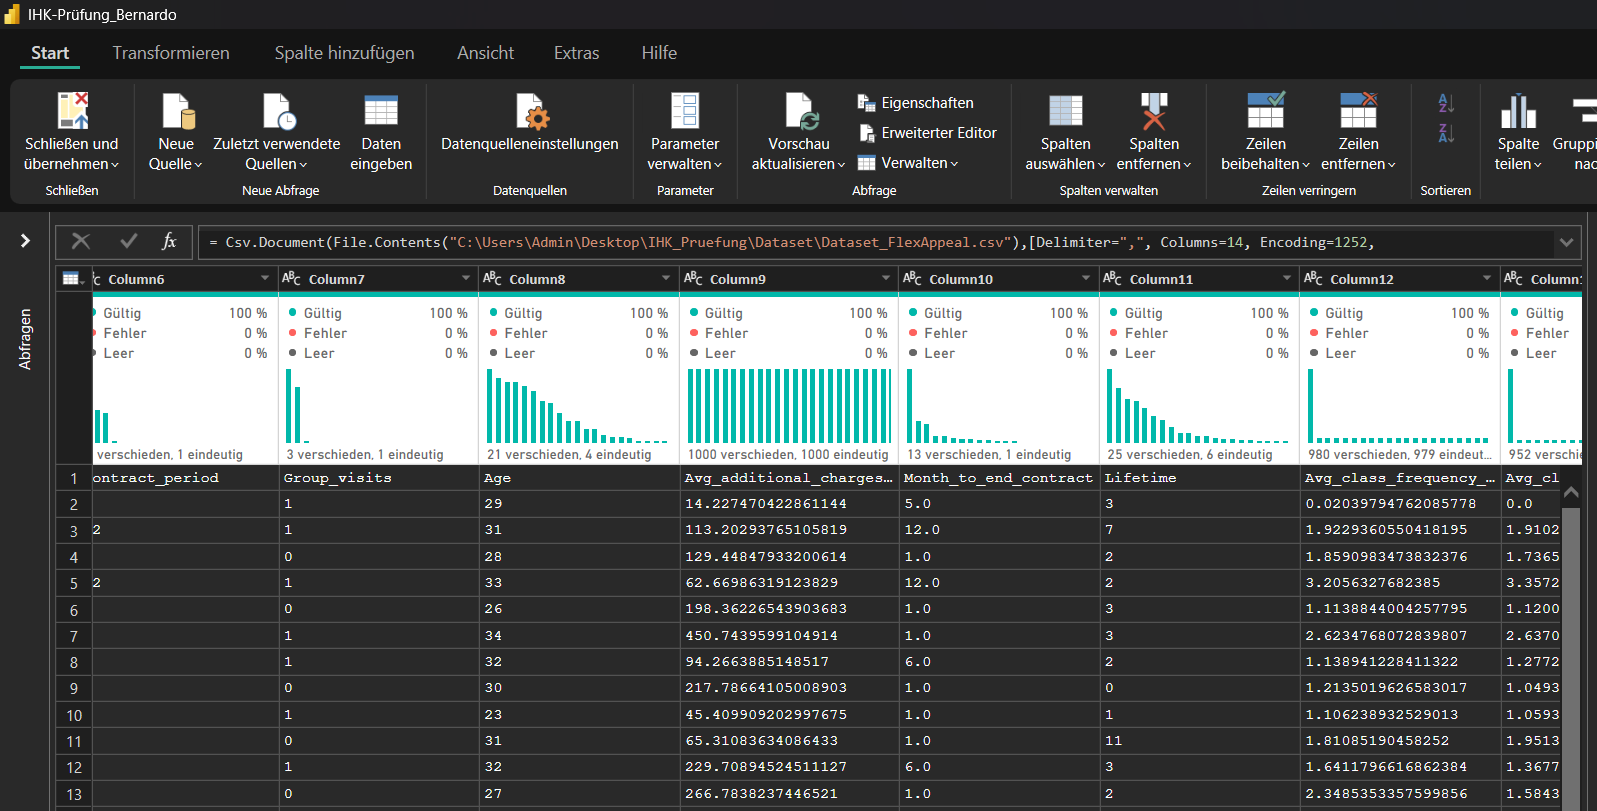 IHK-Prüfung_Bernardo
Start Transformieren Spalte hinzufügen Ansicht Extras Hilfe
Schließen und übernehmen
Neue Quelle
Zuletzt verwendete Quellen
Daten eingeben
Datenquelleneinstellungen
Parameter verwalten
Vorschau aktualisieren
Eigenschaften
Erweiterter Editor
Verwalten
Spalten auswählen
Spalten entfernen
Zeilen beibehalten
Zeilen entfernen
Spalte teilen
Gruppi
nac
Schließen Neue Abfrage Datenquellen Parameter Abfrage Spalten verwalten Zeilen verringern Sortieren
Abfragen
fx = Csv.Document(File.Contents("C:\Users\Admin\Desktop\IHK_Pruefung\Dataset\Dataset_FlexAppeal.csv"),[Delimiter=",", Columns=14, Encoding=1252,
Column6 ABC Column7 ABC Column8 ABC Column9 ABC Column10 ABC Column11 ABC Column12 ABC Column1
Gültig 100 % Gültig 100 % Gültig 100 % Gültig 100 % Gültig 100 % Gültig 100 % Gültig 100 % Gültig
Fehler 0 % Fehler 0 % Fehler 0 % Fehler 0 % Fehler 0 % Fehler 0 % Fehler 0 % Fehler
Leer 0 % Leer 0 % Leer 0 % Leer 0 % Leer 0 % Leer 0 % Leer 0 % Leer
verschieden, 1 eindeutig 3 verschieden, 1 eindeutig 21 verschieden, 4 eindeutig 1000 verschieden, 1000 eindeutig 13 verschieden, 1 eindeutig 25 verschieden, 6 eindeutig 980 verschieden, 979 eindeut... 952 verschie
1 ontract_period Group_visits Age Avg_additional_charges... Month_to_end_contract Lifetime Avg_class_frequency_... Avg_cl
2 1 29 14.227470422861144 5.0 3 0.02039794762085778 0.0
3 2 1 31 113.20293765105819 12.0 7 1.9229360550418195 1.9102
4 0 28 129.44847933200614 1.0 2 1.8590983473832376 1.7365
5 2 1 33 62.66986319123829 12.0 2 3.2056327682385 3.3572
6 0 26 198.36226543903683 1.0 3 1.1138844004257795 1.1200
7 1 34 450.7439599104914 1.0 3 2.6234768072839807 2.6370
8 1 32 94.2663885148517 6.0 2 1.138941228411322 1.2772
9 0 30 217.78664105008903 1.0 0 1.2135019626583017 1.0493
10 1 23 45.409909202997675 1.0 1 1.106238932529013 1.0593
11 0 31 65.31083634086433 1.0 11 1.81085190458252 1.9513
12 1 32 229.70894524511127 6.0 3 1.6411796616862384 1.3677
13 0 27 266.7838237446521 1.0 2 2.3485353357599856 1.5843